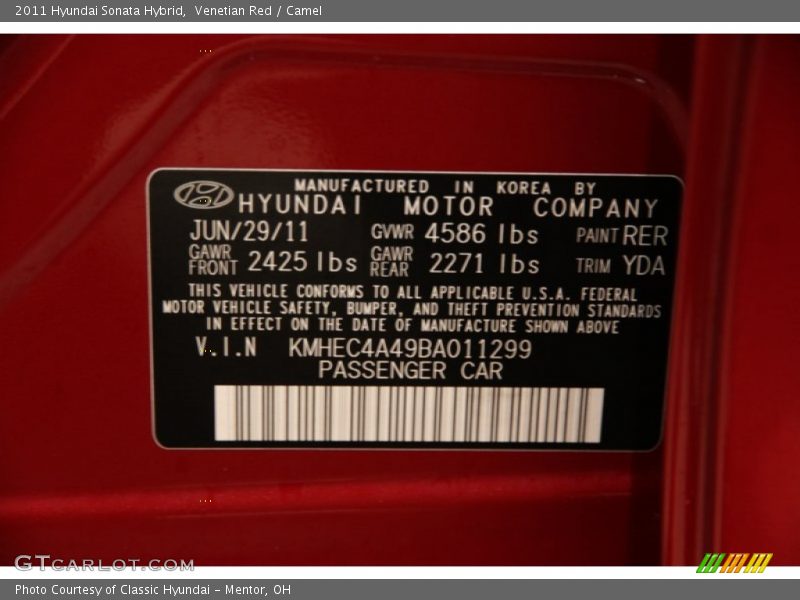 2011 Hyundai Sonata Hybrid, Venetian Red / Camel
MANUFACTURED IN KOREA BY
HYUNDAI MOTOR COMPANY
JUN/29/11 GVWR 4586 lbs PAINT RER
GAWR FRONT 2425 lbs GAWR REAR 2271 lbs TRIM YDA
THIS VEHICLE CONFORMS TO ALL APPLICABLE U.S.A. FEDERAL
MOTOR VEHICLE SAFETY, BUMPER, AND THEFT PREVENTION STANDARDS
IN EFFECT ON THE DATE OF MANUFACTURE SHOWN ABOVE
V.I.N KMHEC4A49BA011299
PASSENGER CAR
GTCARLOT.COM
Photo Courtesy of Classic Hyundai - Mentor, OH